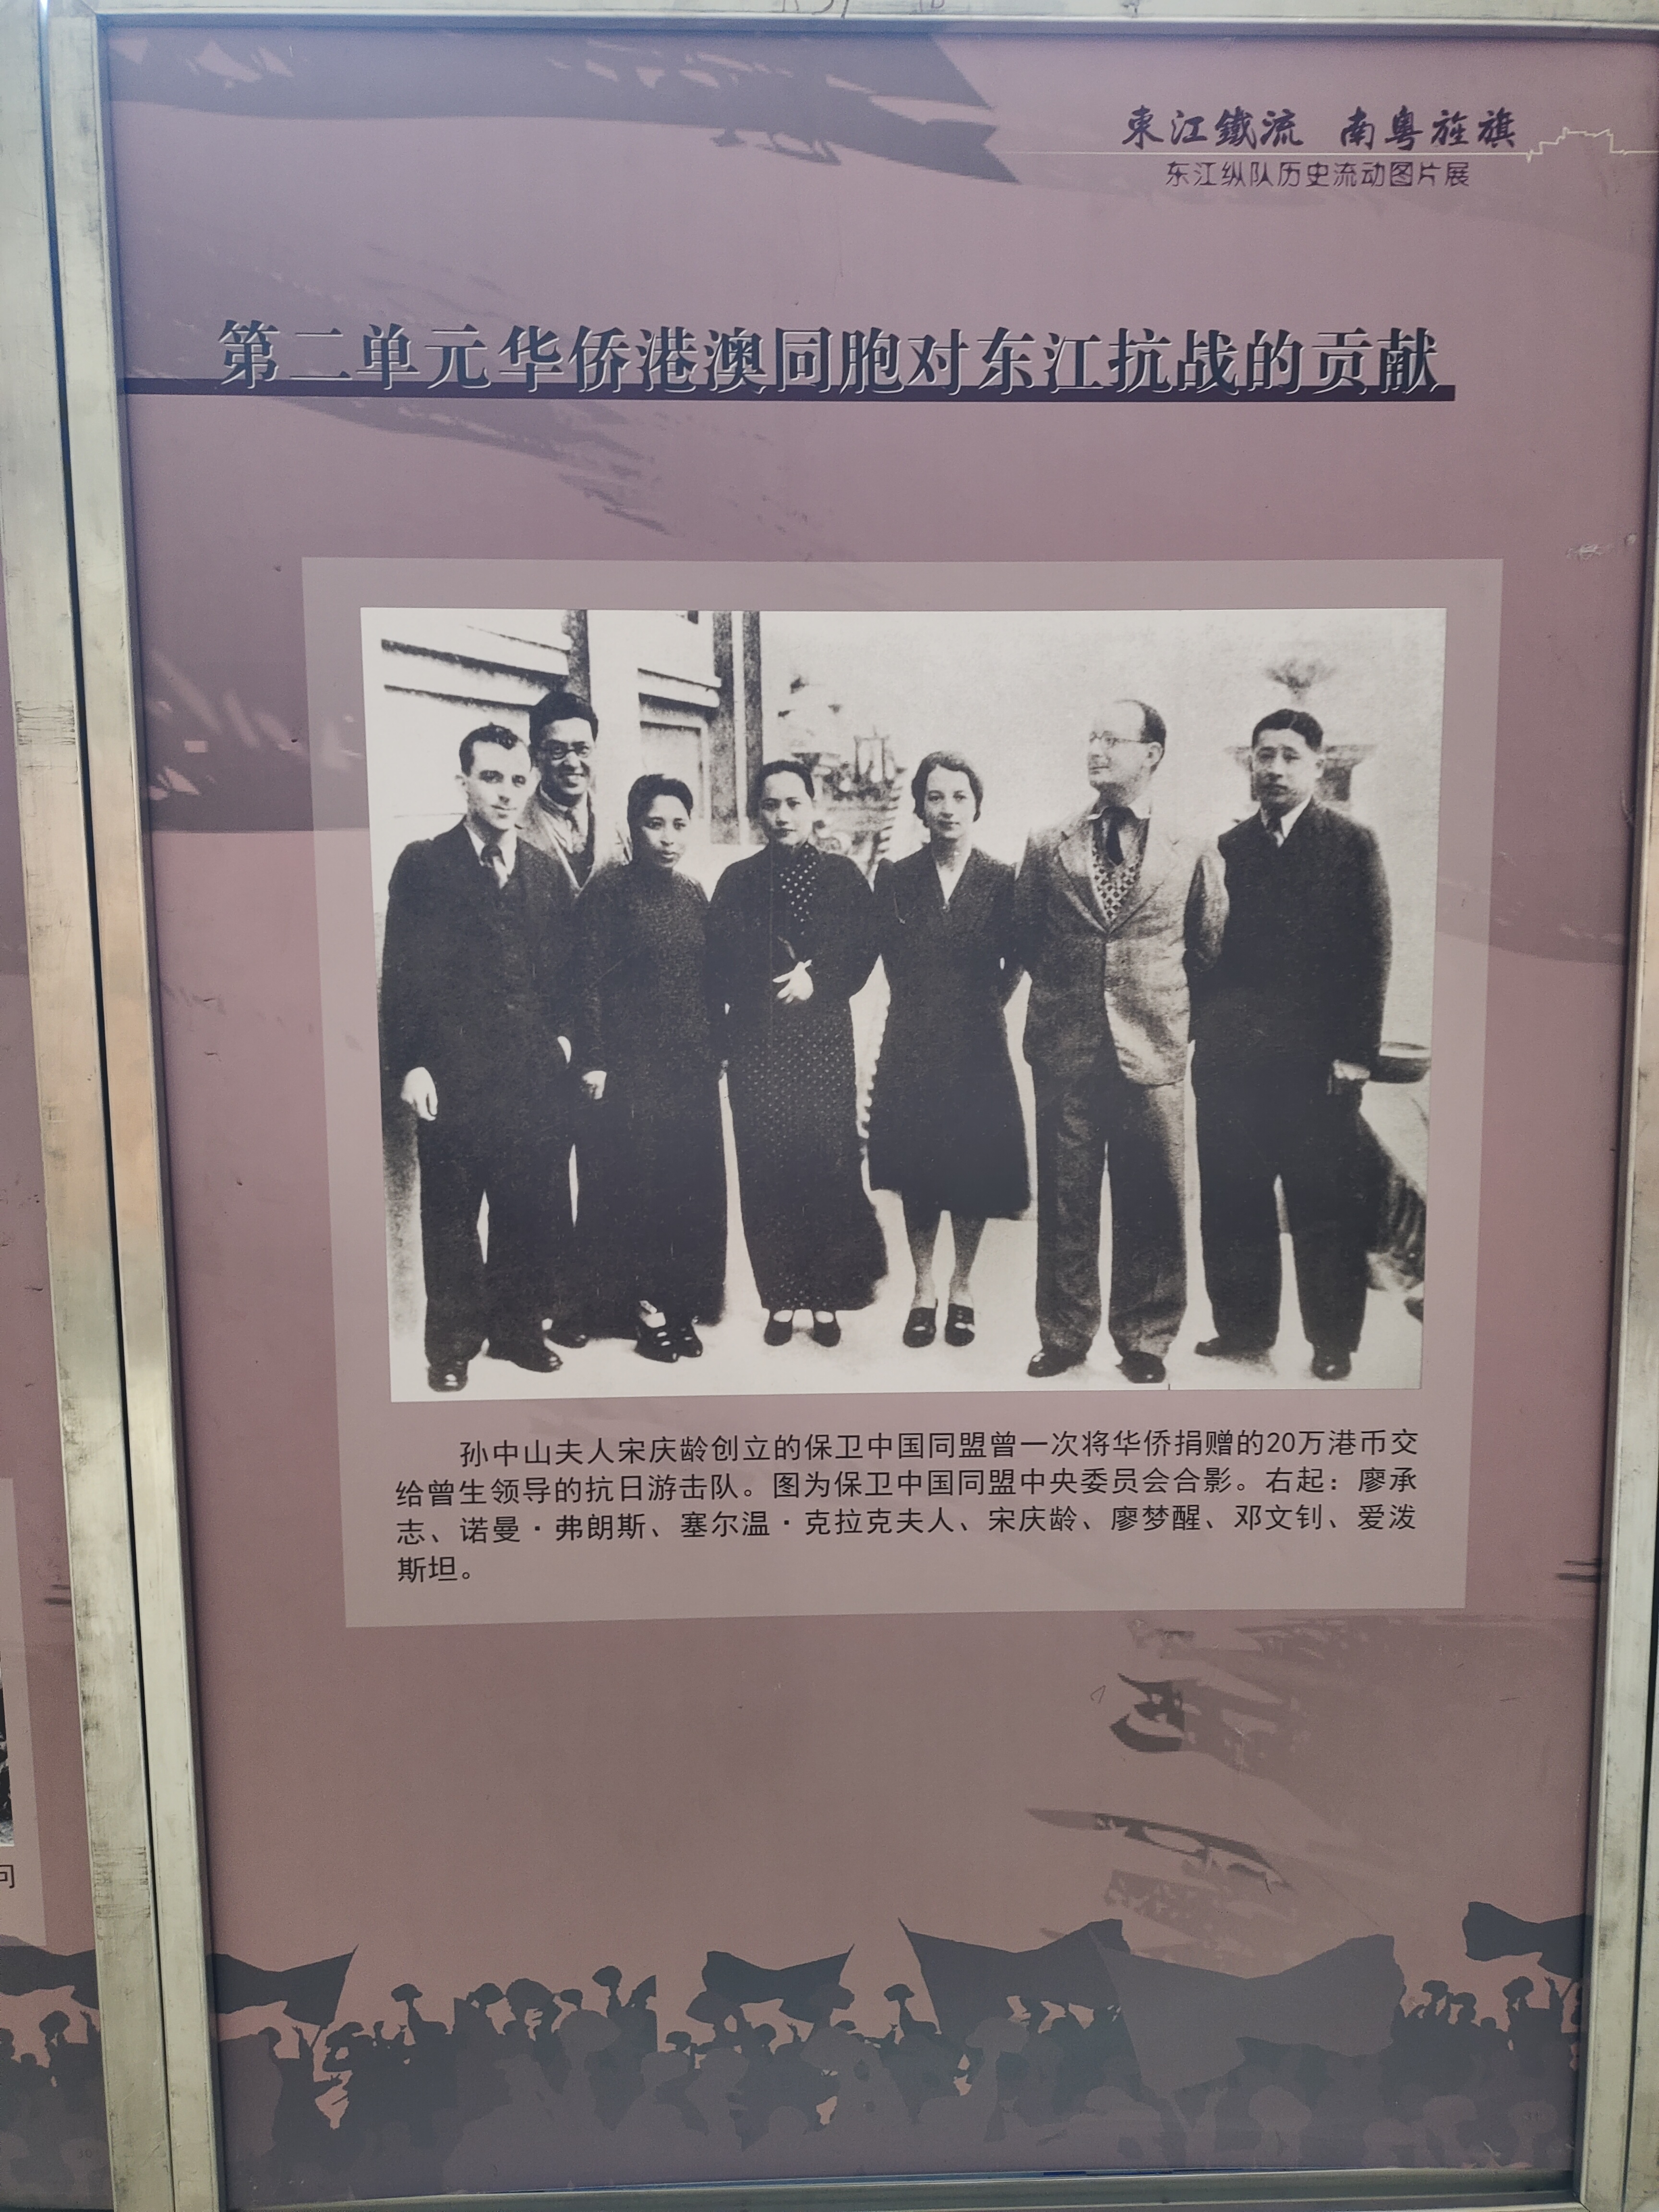 東江鐵流 南粤旌旗
东江纵队历史流动图片展
第二单元华侨港澳同胞对东江抗战的贡献
孙中山夫人宋庆龄创立的保卫中国同盟曾一次将华侨捐赠的20万港币交
给曾生领导的抗日游击队。图为保卫中国同盟中央委员会合影。右起：廖承
志、诺曼·弗朗斯、塞尔温·克拉克夫人、宋庆龄、廖梦醒、邓文钊、爱泼
斯坦。